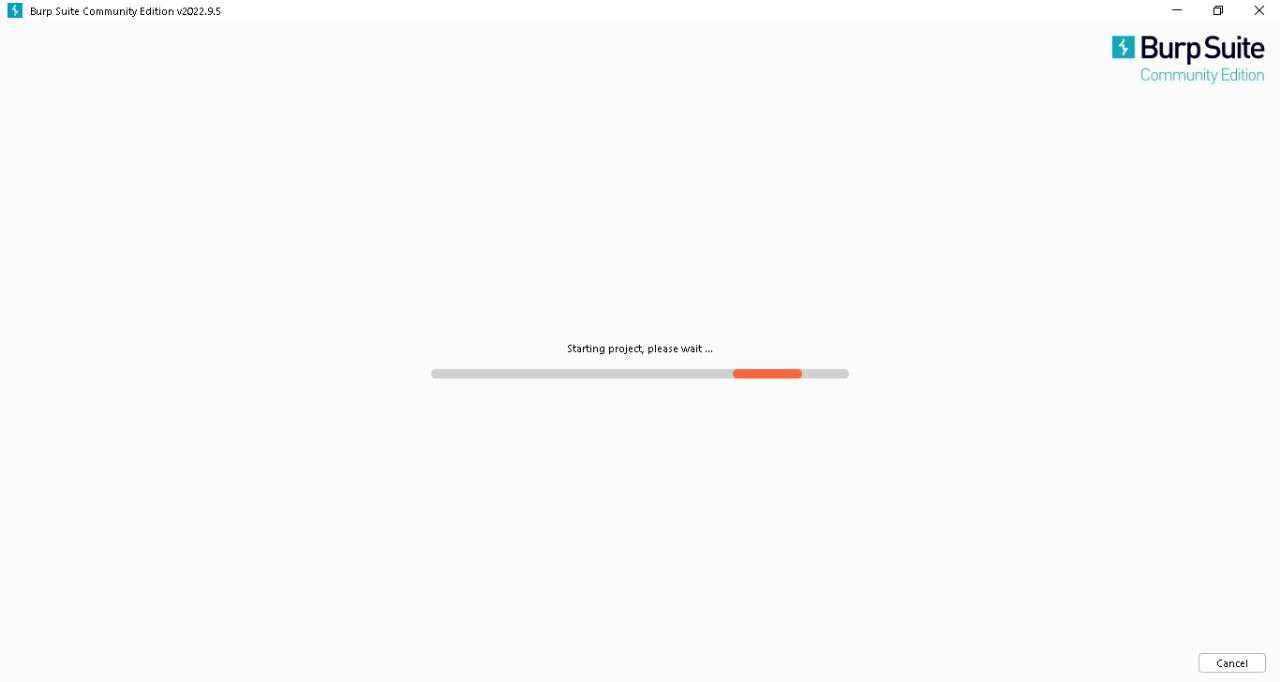 Burp Suite Community Edition v2022.9.5
Burp Suite
Community Edition
Starting project, please wait ...
Cancel